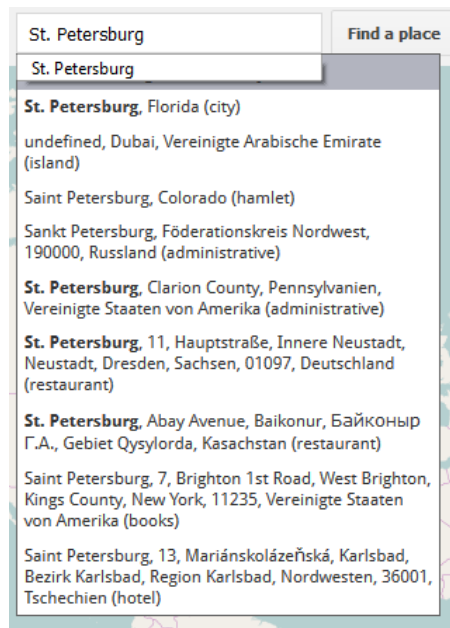 St. Petersburg
Find a place
St. Petersburg
St. Petersburg, Florida (city)
undefined, Dubai, Vereinigte Arabische Emirate
(island)
Saint Petersburg, Colorado (hamlet)
Sankt Petersburg, Föderationskreis Nordwest,
190000, Russland (administrative)
St. Petersburg, Clarion County, Pennsylvanien,
Vereinigte Staaten von Amerika (administrative)
St. Petersburg, 11, Hauptstraße, Innere Neustadt,
Neustadt, Dresden, Sachsen, 01097, Deutschland
(restaurant)
St. Petersburg, Abay Avenue, Baikonur, Байконыр
Г.А., Gebiet Qysylorda, Kasachstan (restaurant)
Saint Petersburg, 7, Brighton 1st Road, West Brighton,
Kings County, New York, 11235, Vereinigte Staaten
von Amerika (books)
Saint Petersburg, 13, Mariánskolázeňská, Karlsbad,
Bezirk Karlsbad, Region Karlsbad, Nordwesten, 36001,
Tschechien (hotel)